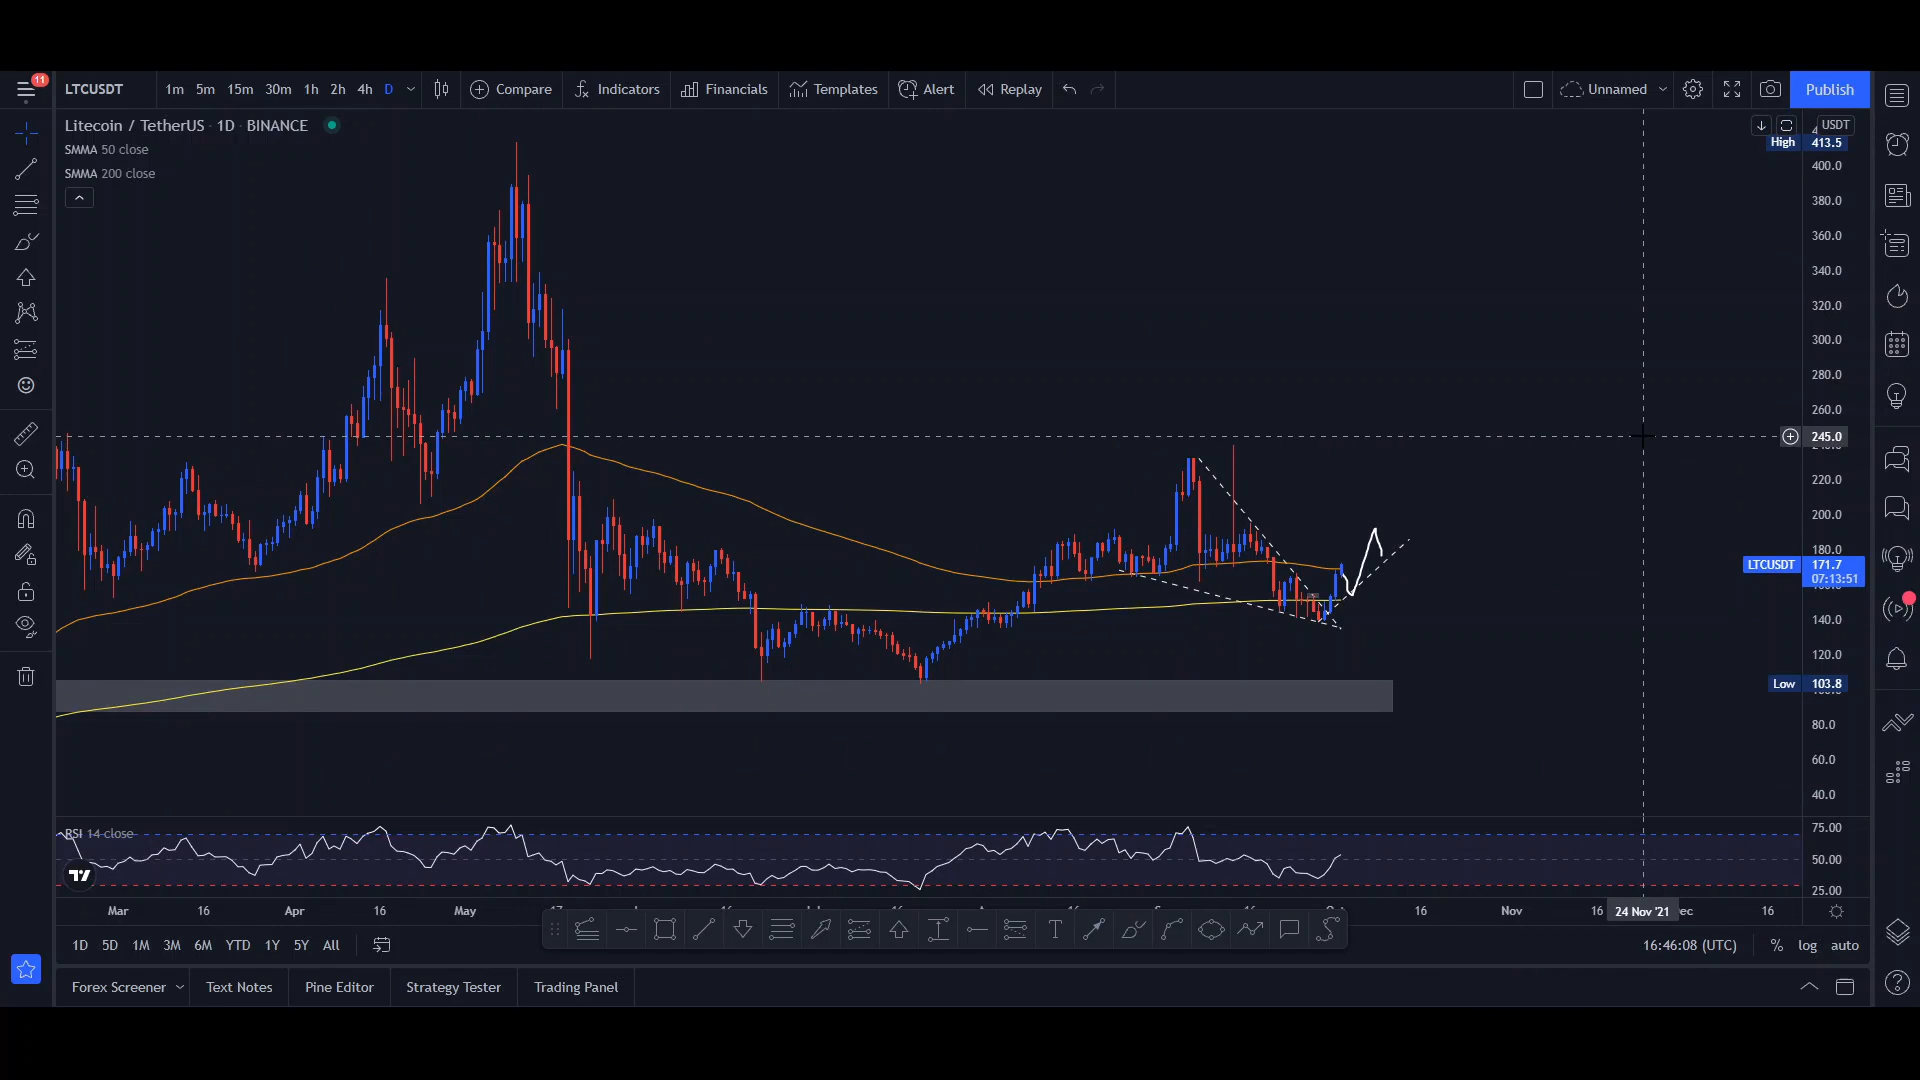 11
LTCUSDT 1m 5m 15m 30m 1h 2h 4h D Compare Indicators Financials Templates Alert Replay Unnamed Publish
Litecoin / TetherUS · 1D · BINANCE
USDT
SMMA 50 close
SMMA 200 close
High 413.5
400.0
380.0
360.0
340.0
320.0
300.0
280.0
260.0
245.0
220.0
200.0
180.0
LTCUSDT 171.7
07:13:51
140.0
120.0
Low 103.8
80.0
60.0
40.0
RSI 14 close
75.00
50.00
25.00
Mar 16 Apr 16 May 16 Nov 16 24 Nov '21 16
1D 5D 1M 3M 6M YTD 1Y 5Y All 16:46:08 (UTC) % log auto
Forex Screener Text Notes Pine Editor Strategy Tester Trading Panel